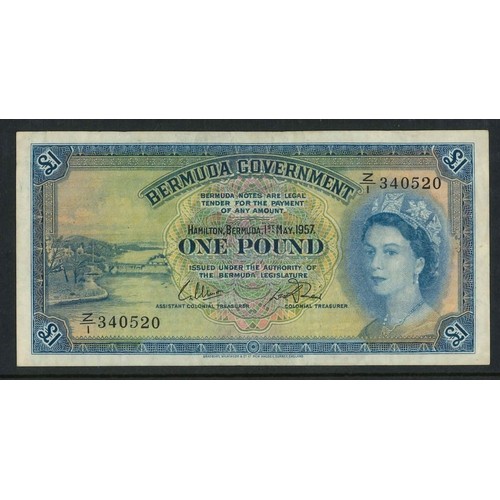 £1
£1
BERMUDA GOVERNMENT
Z/1 340520
BERMUDA NOTES ARE LEGAL
TENDER FOR THE PAYMENT
OF ANY AMOUNT.
HAMILTON, BERMUDA, 1ST MAY, 1957.
ONE POUND
ISSUED UNDER THE AUTHORITY OF
THE BERMUDA LEGISLATURE
ASSISTANT COLONIAL TREASURER
COLONIAL TREASURER
Z/1 340520
£1
£1